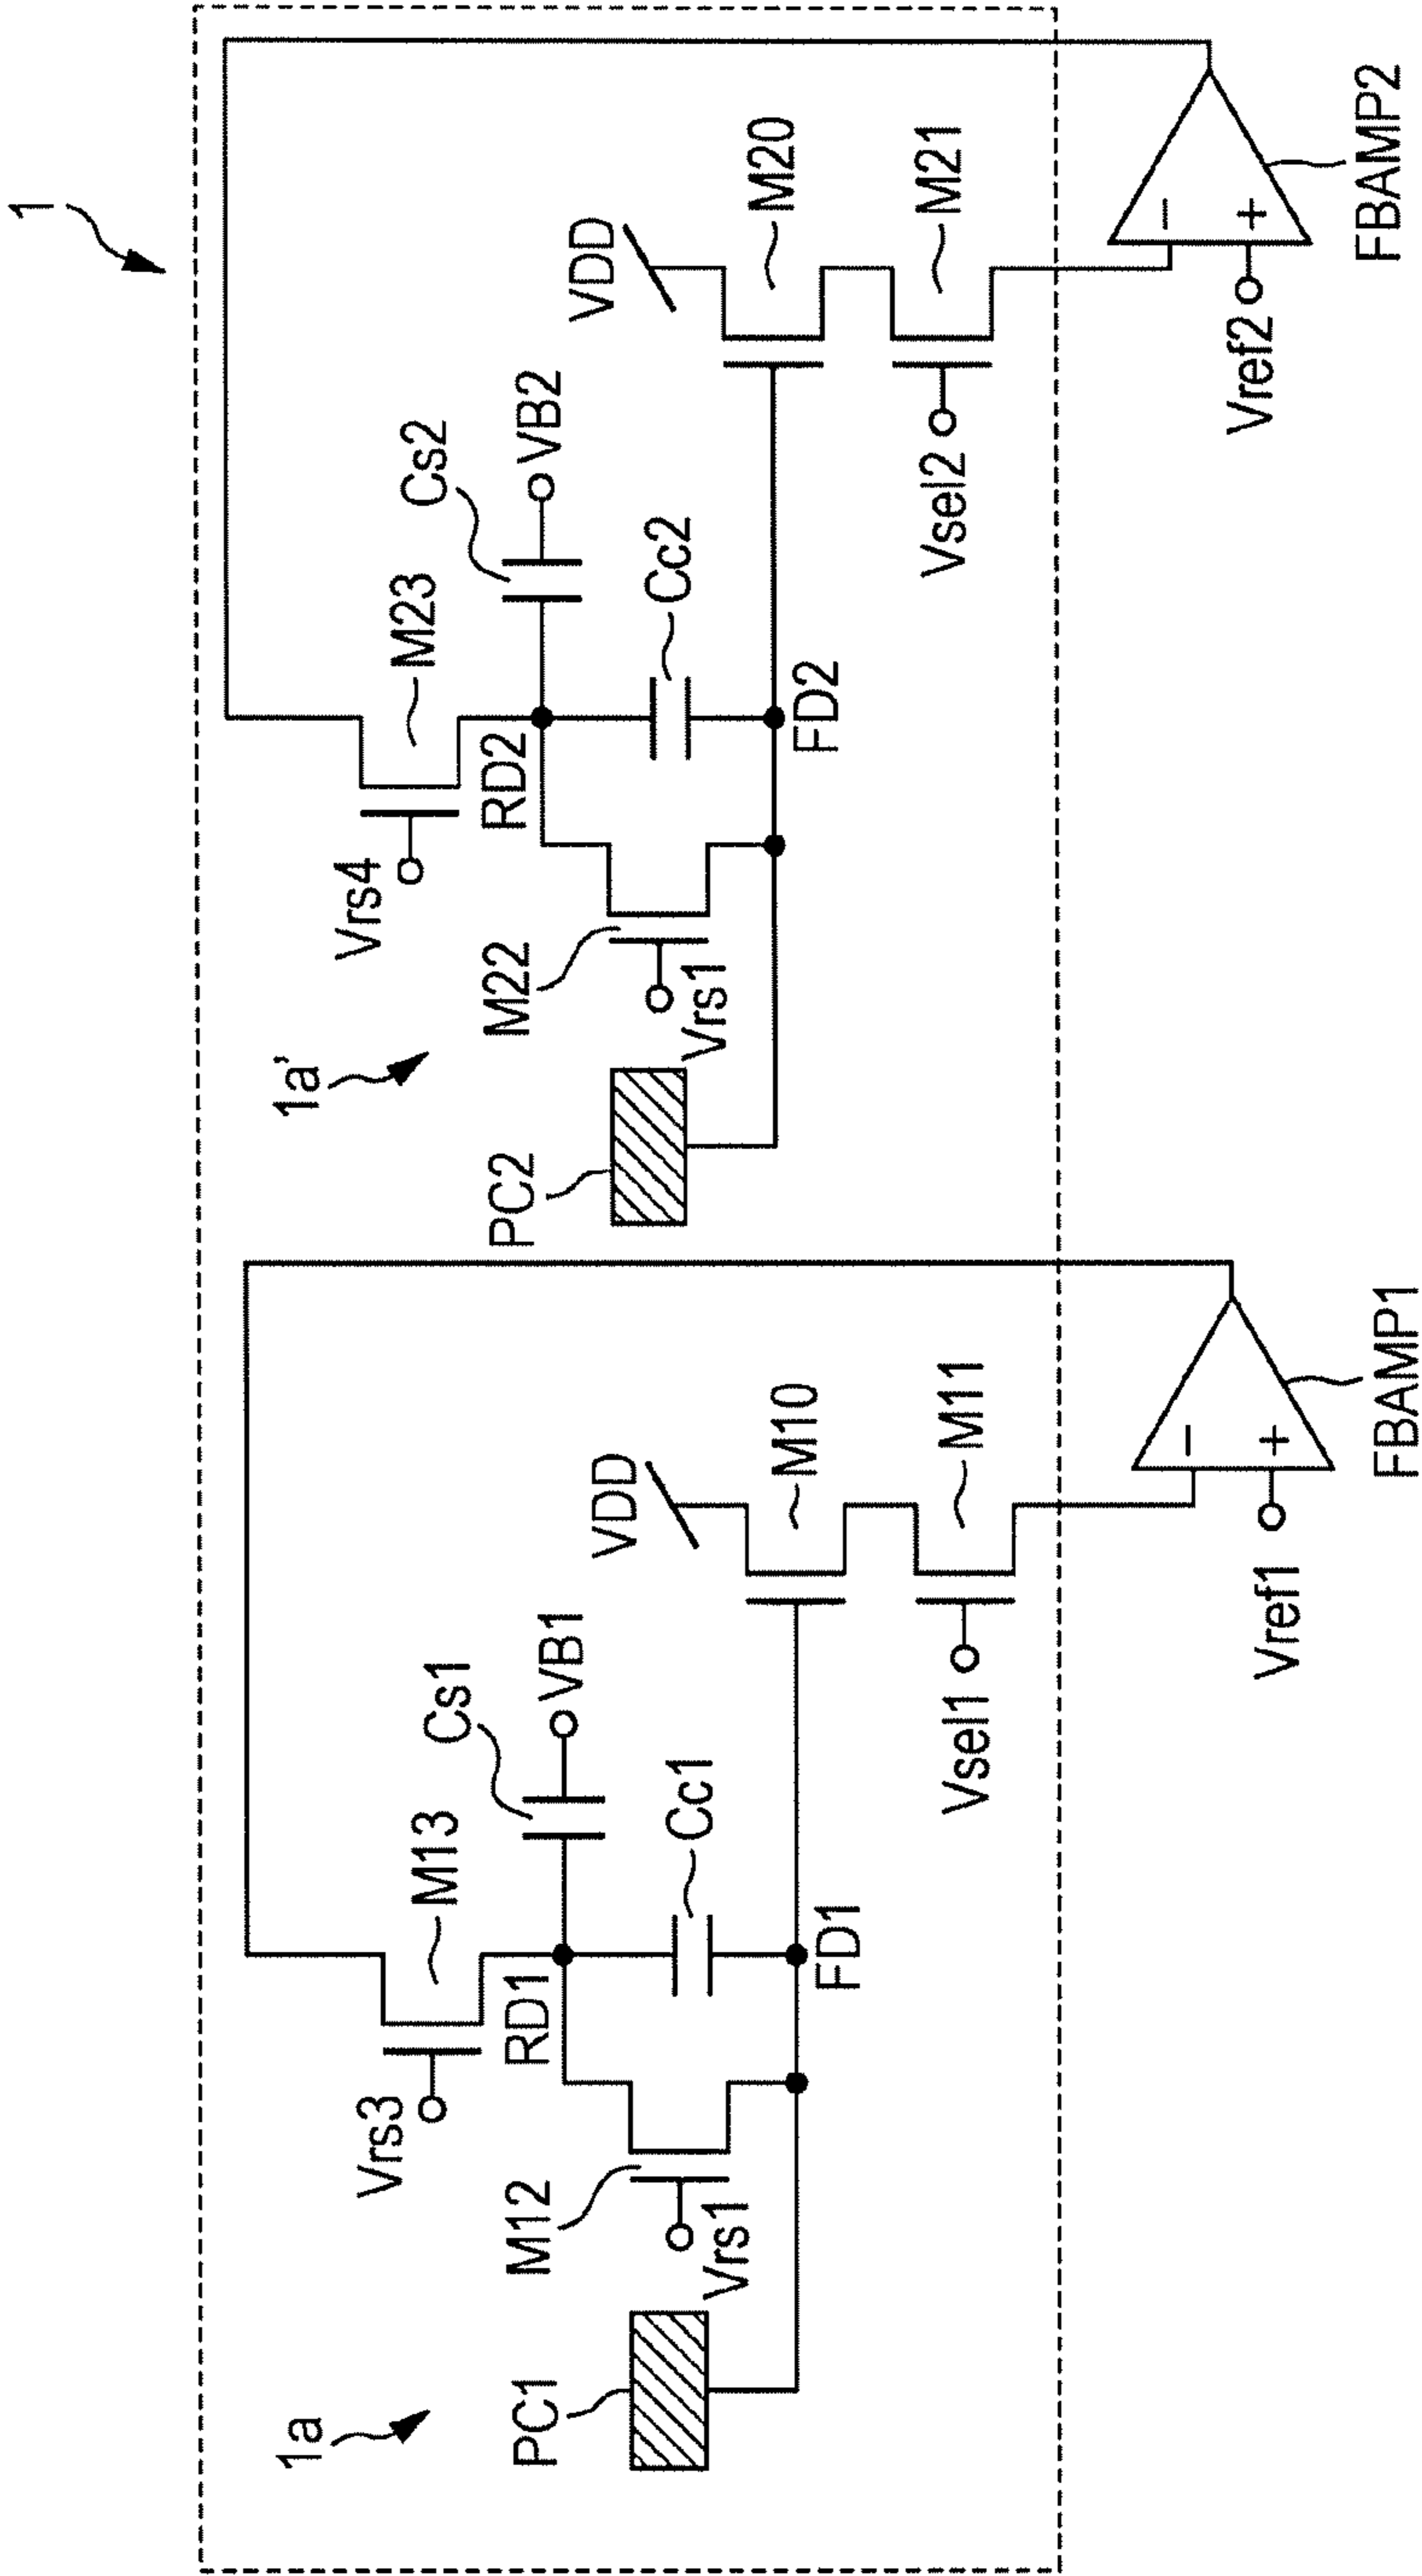 1
1a
1a'
Vrs3
M13
Cs1
VB1
VDD
RD1
M12
Vrs1
Cc1
PC1
FD1
M10
M11
Vsel1
Vref1
−
+
FBAMP1
Vrs4
M23
Cs2
VB2
VDD
RD2
M22
Vrs1
Cc2
PC2
FD2
M20
M21
Vsel2
Vref2
−
+
FBAMP2